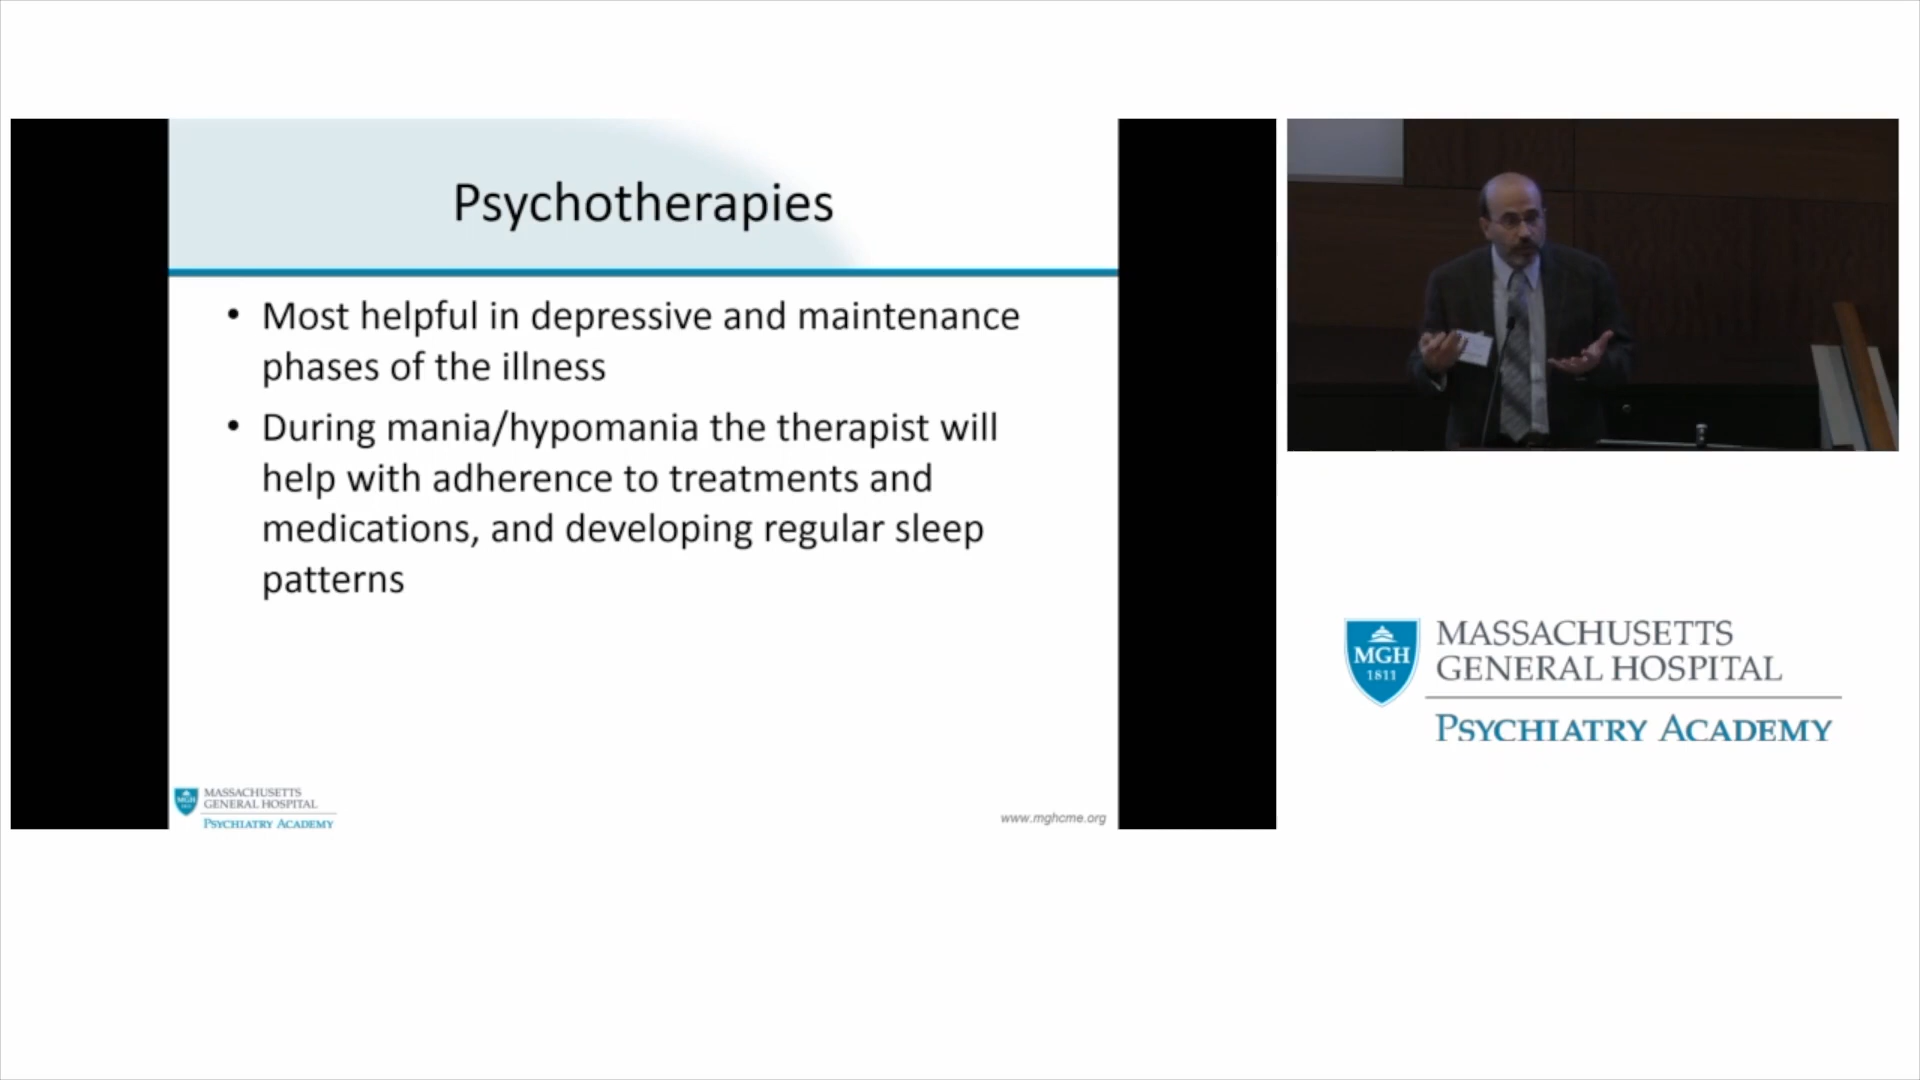 Psychotherapies
• Most helpful in depressive and maintenance
phases of the illness
• During mania/hypomania the therapist will
help with adherence to treatments and
medications, and developing regular sleep
patterns
MGH
MASSACHUSETTS
GENERAL HOSPITAL
PSYCHIATRY ACADEMY
www.mghcme.org
MGH
1811
MASSACHUSETTS
GENERAL HOSPITAL
PSYCHIATRY ACADEMY